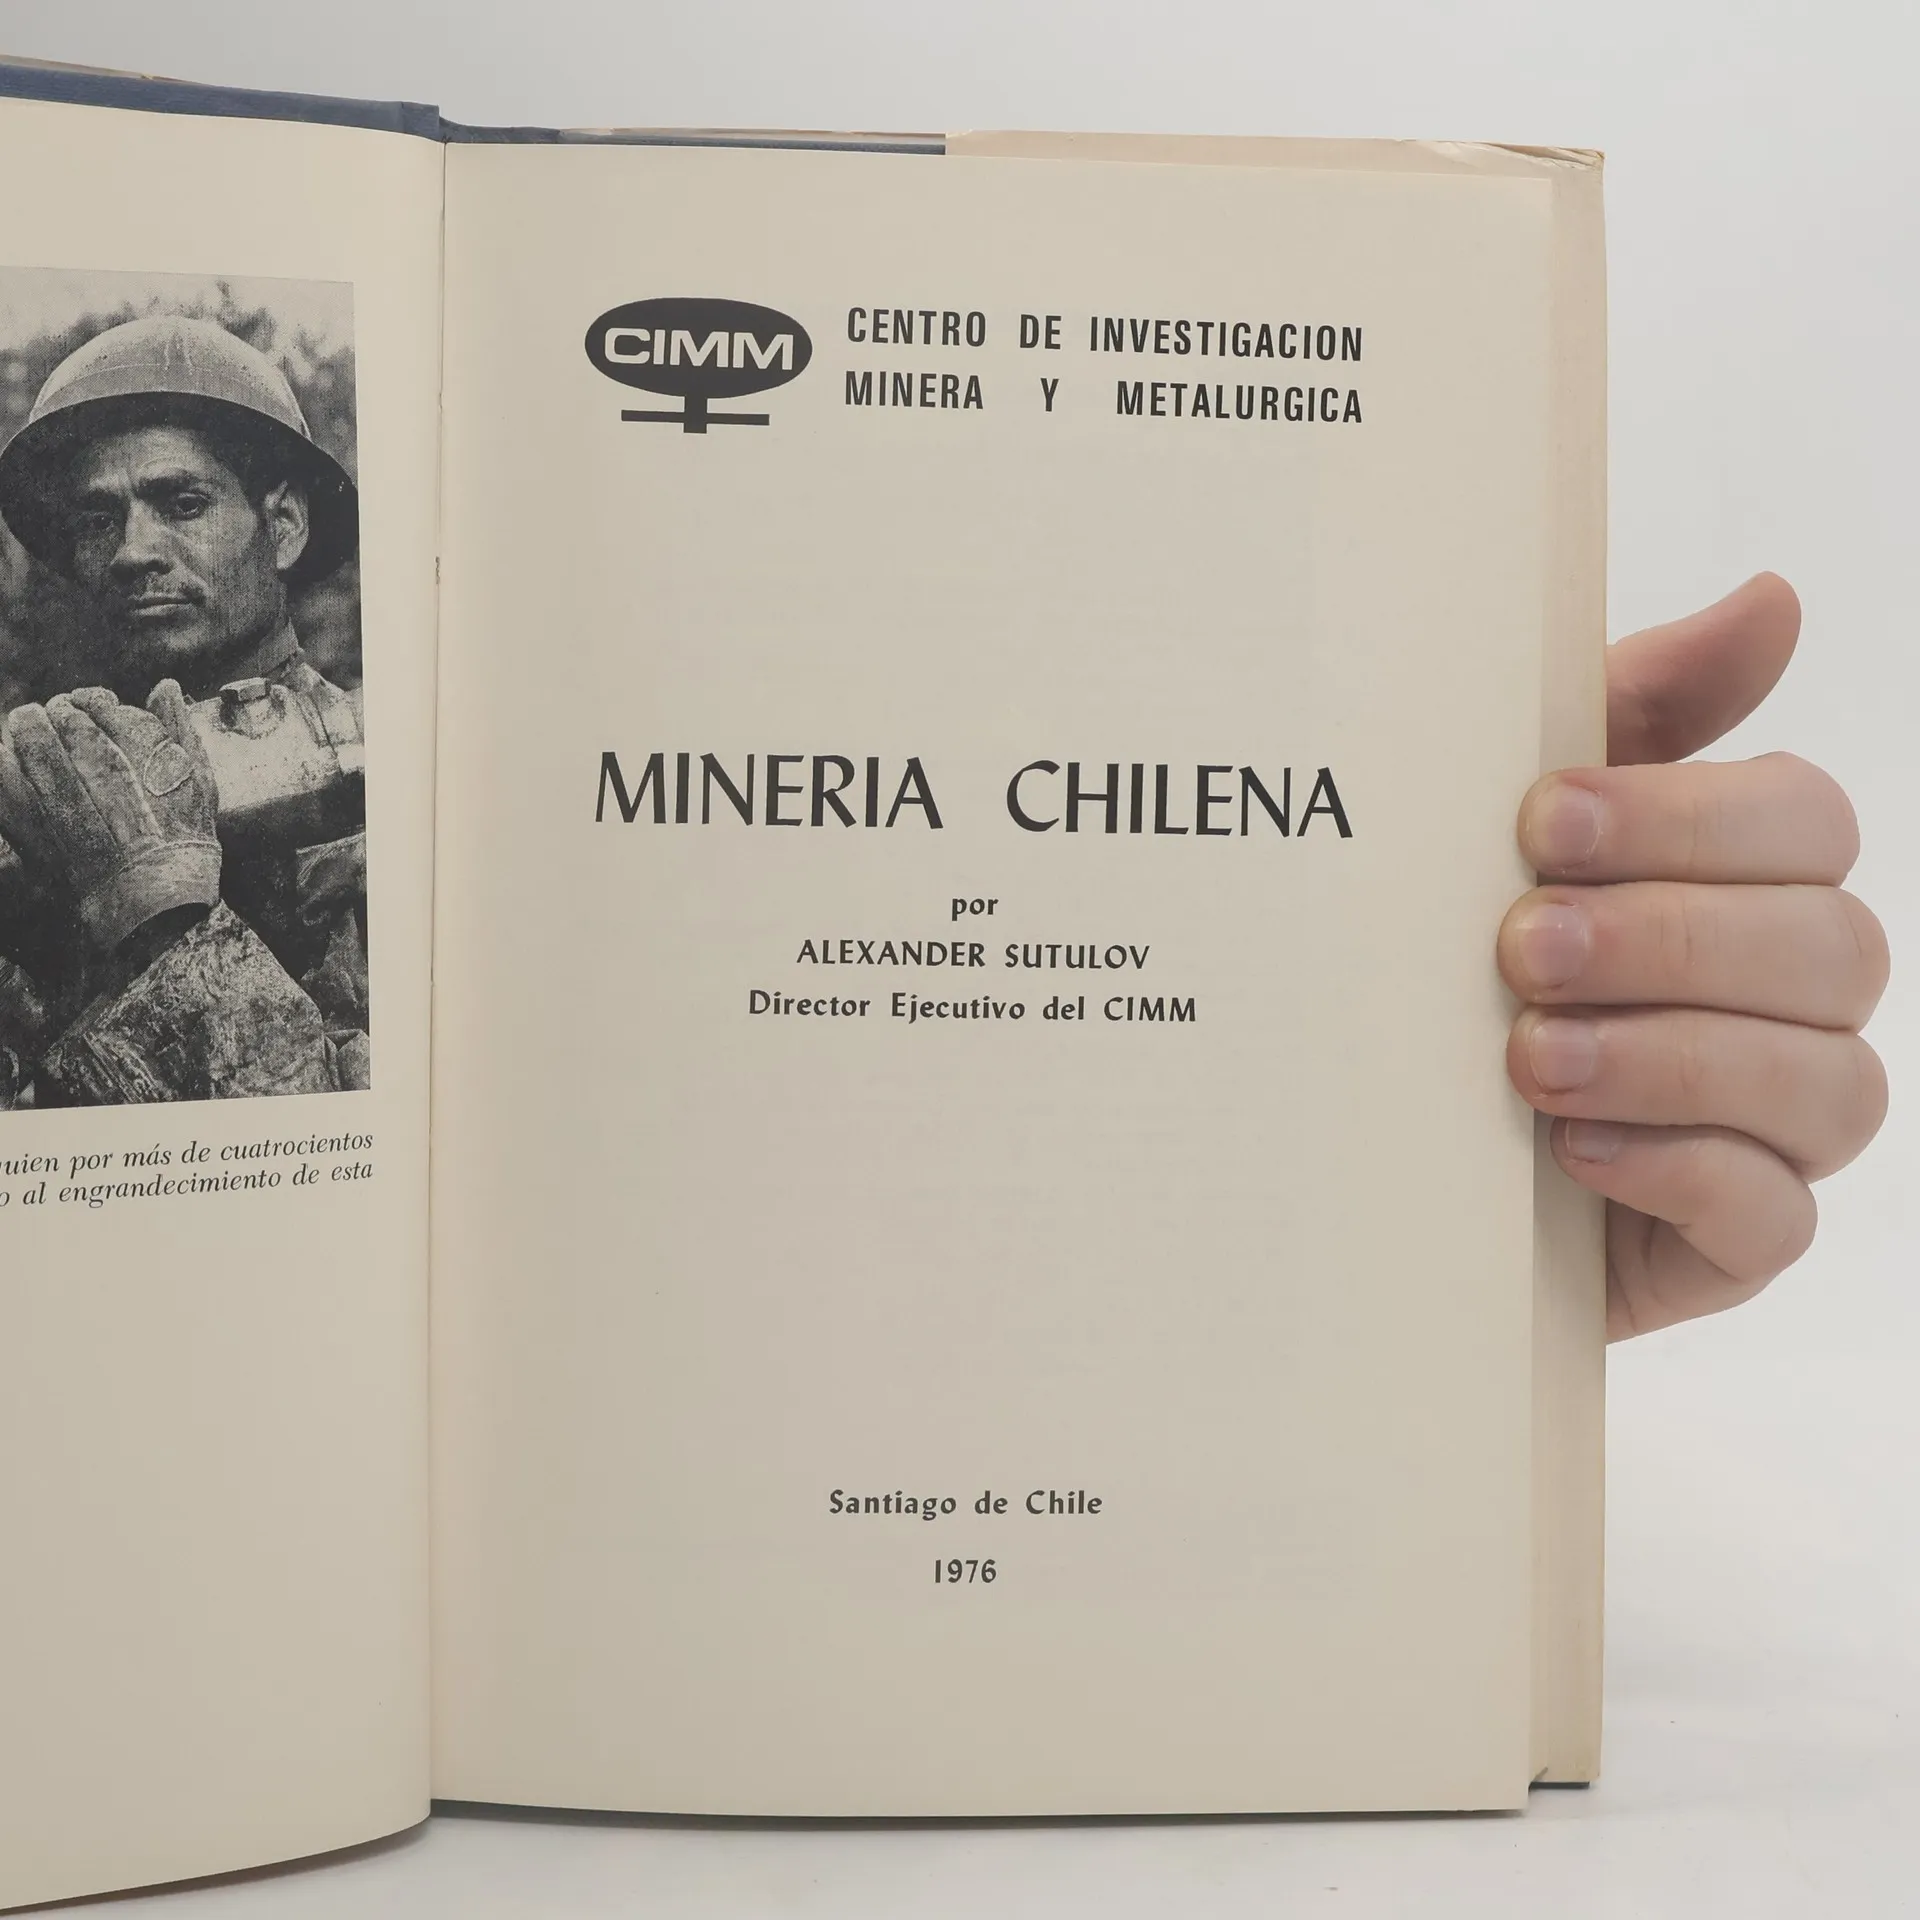 por más de cuatrocientos
al engrandecimiento de esta
CIMM
CENTRO DE INVESTIGACION
MINERA Y METALURGICA
MINERIA CHILENA
por
ALEXANDER SUTULOV
Director Ejecutivo del CIMM
Santiago de Chile
1976